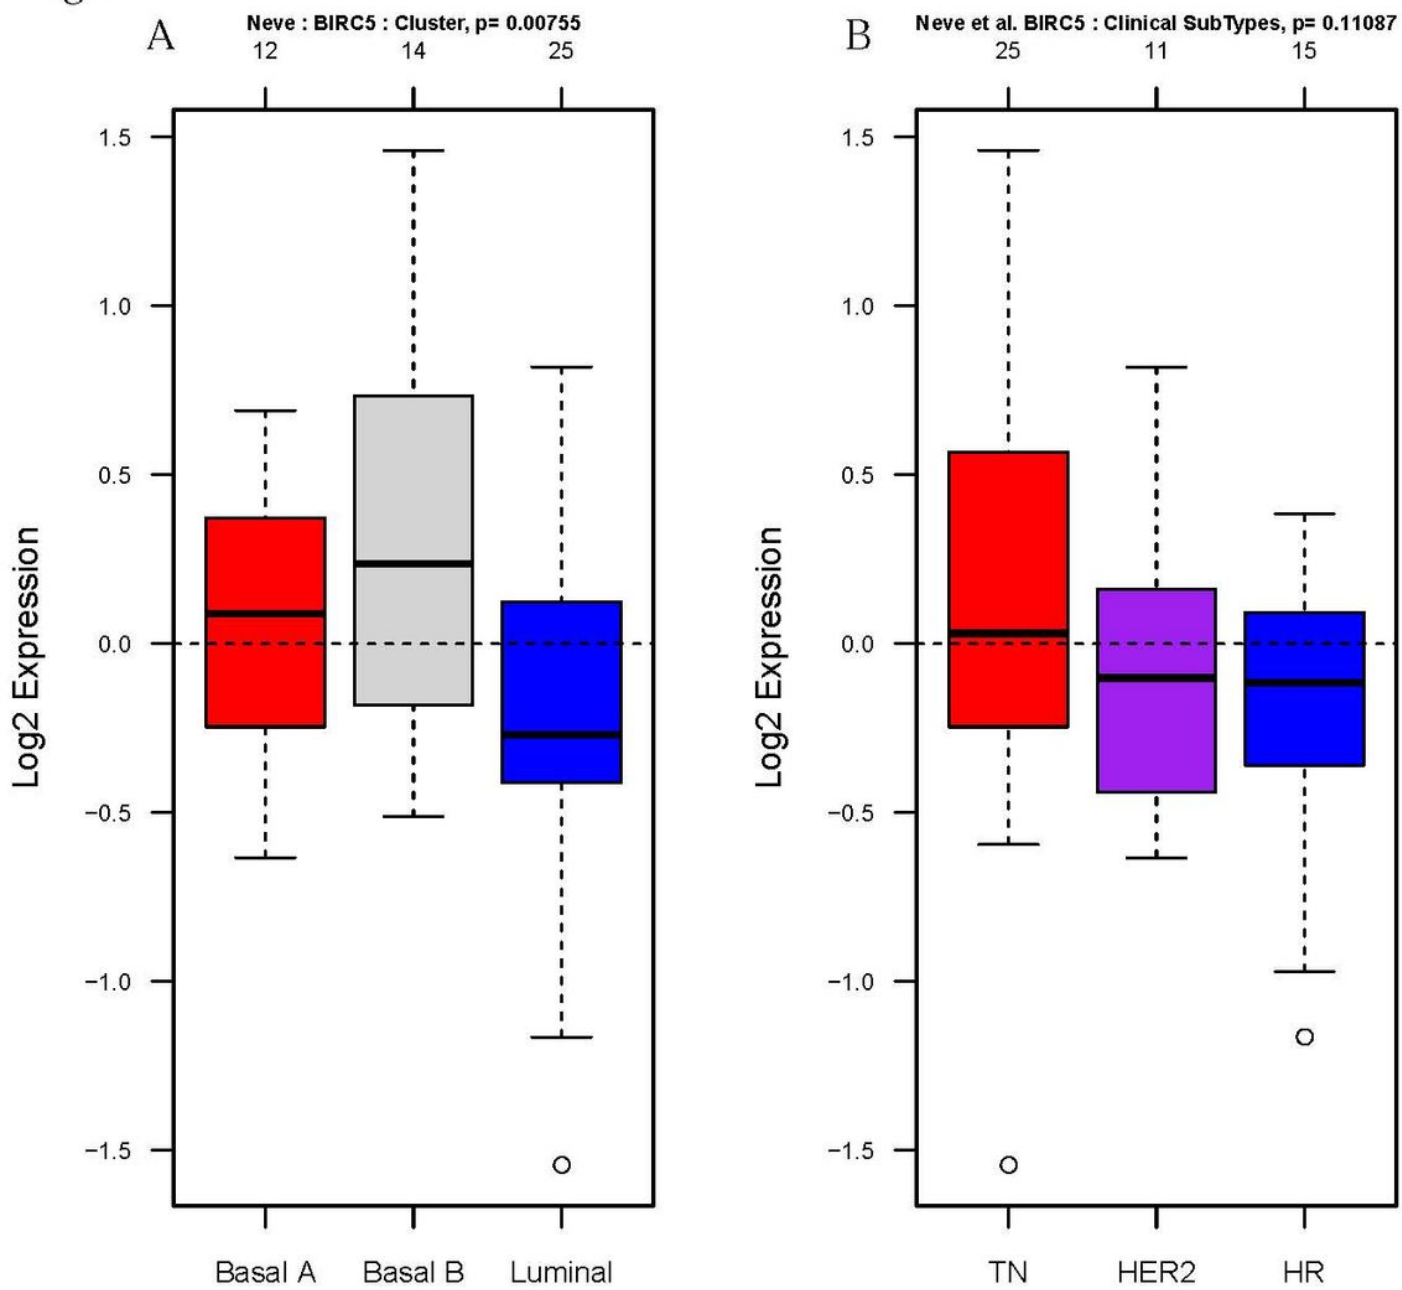 A
Neve : BIRC5 : Cluster, p= 0.00755
12 14 25
1.5
1.0
0.5
0.0
−0.5
−1.0
−1.5
Log2 Expression
Basal A Basal B Luminal
B
Neve et al. BIRC5 : Clinical SubTypes, p= 0.11087
25 11 15
1.5
1.0
0.5
0.0
−0.5
−1.0
−1.5
Log2 Expression
TN HER2 HR